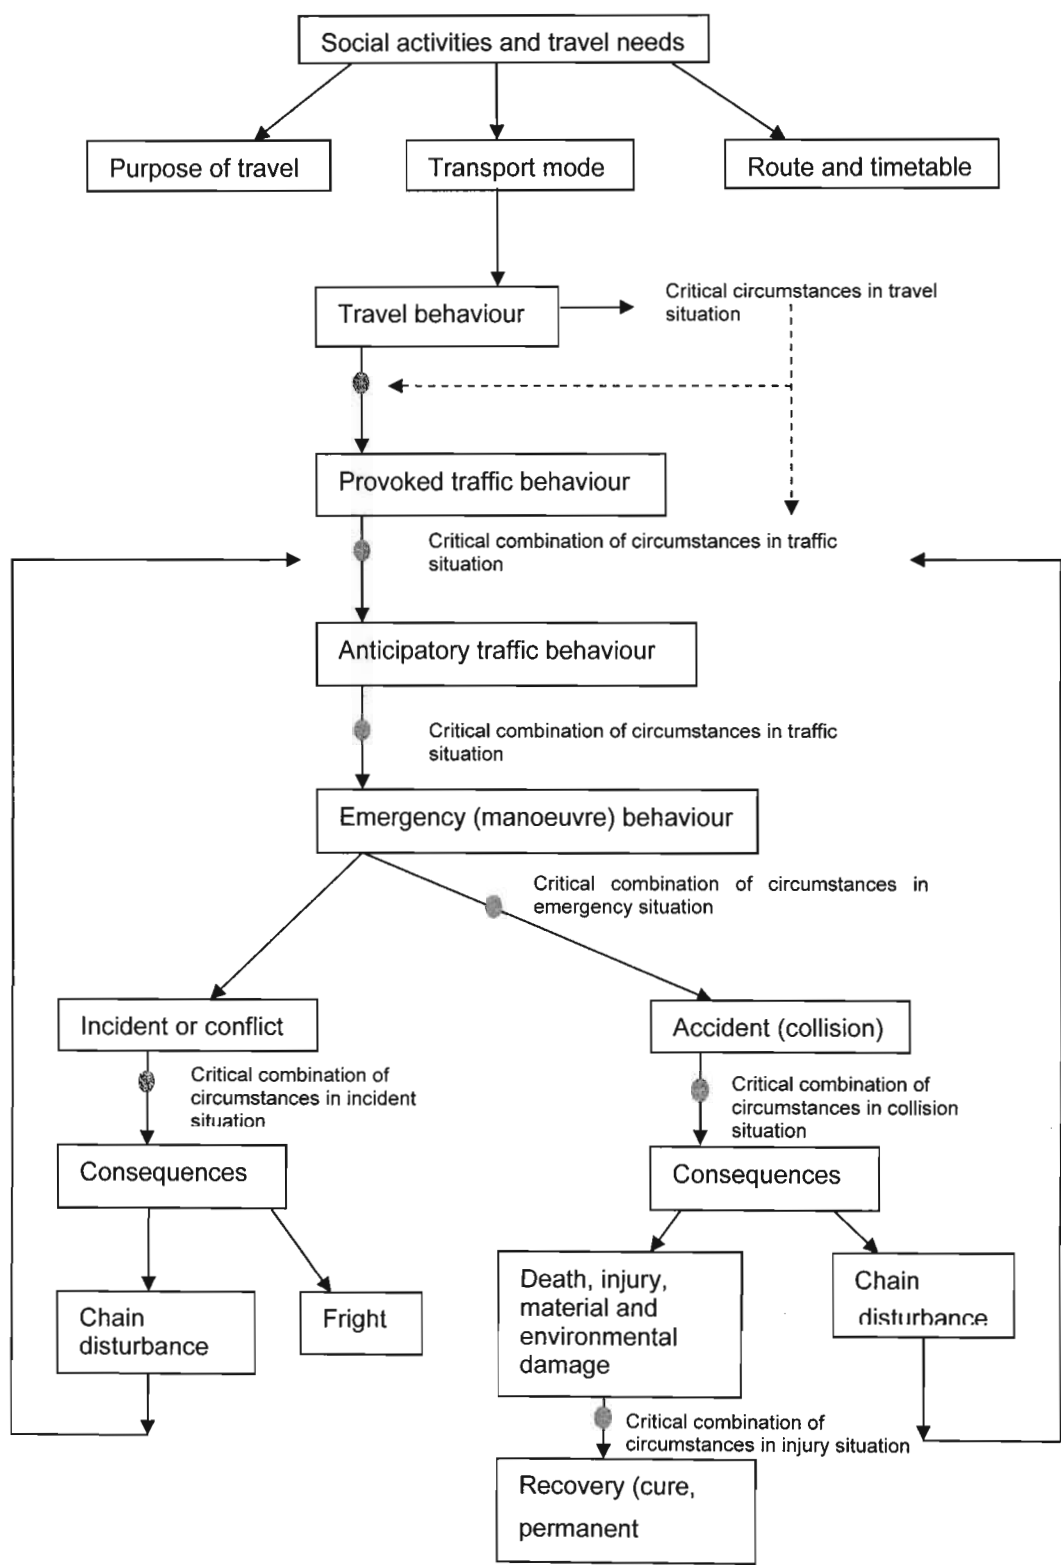 Social activities and travel needs
Purpose of travel
Transport mode
Route and timetable
Travel behaviour
Critical circumstances in travel
situation
Provoked traffic behaviour
Critical combination of circumstances in traffic
situation
Anticipatory traffic behaviour
Critical combination of circumstances in traffic
situation
Emergency (manoeuvre) behaviour
Critical combination of circumstances in
emergency situation
Incident or conflict
Accident (collision)
Critical combination of
circumstances in incident
situation
Critical combination of
circumstances in collision
situation
Consequences
Consequences
Chain
disturbance
Fright
Death, injury,
material and
environmental
damage
Chain
disturbance
Critical combination of
circumstances in injury situation
Recovery (cure,
permanent